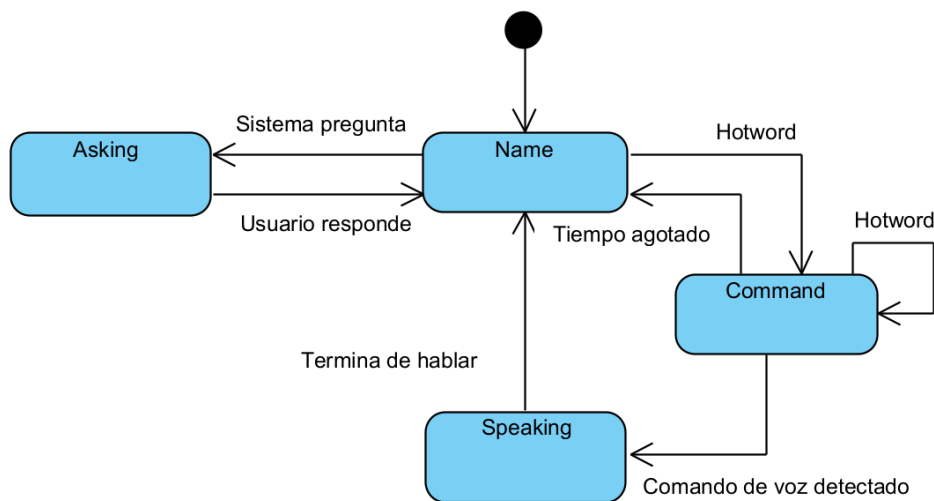 Sistema pregunta
Hotword
Asking
Name
Usuario responde
Tiempo agotado
Hotword
Command
Termina de hablar
Speaking
Comando de voz detectado